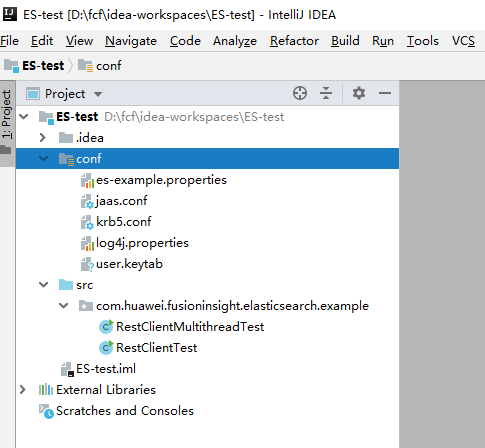 ES-test [D:\fcf\idea-workspaces\ES-test] - IntelliJ IDEA
File Edit View Navigate Code Analyze Refactor Build Run Tools VCS
ES-test conf
1: Project
Project
ES-test D:\fcf\idea-workspaces\ES-test
.idea
conf
es-example.properties
jaas.conf
krb5.conf
log4j.properties
user.keytab
src
com.huawei.fusioninsight.elasticsearch.example
RestClientMultithreadTest
RestClientTest
ES-test.iml
External Libraries
Scratches and Consoles